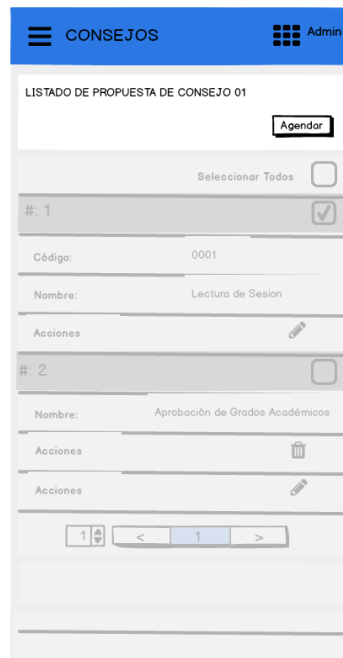 CONSEJOS Admin
LISTADO DE PROPUESTA DE CONSEJO 01
Agendar
Seleccionar Todos
#: 1
Código: 0001
Nombre: Lectura de Sesion
Acciones
#: 2
Nombre: Aprobación de Grados Académicos
Acciones
Acciones
1 < 1 >